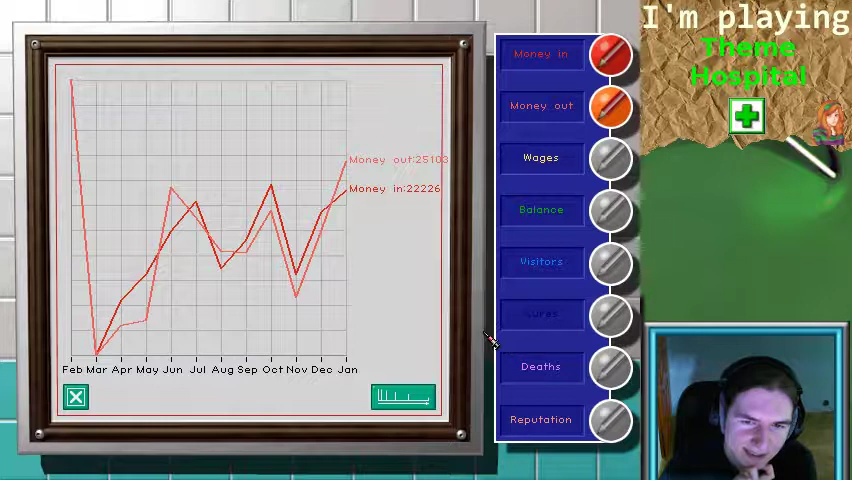 I'm playing
Theme
Hospital
Money in
Money out
Wages
Balance
Visitors
Cures
Deaths
Reputation
Money out:25103
Money in:22226
Feb Mar Apr May Jun Jul Aug Sep Oct Nov Dec Jan